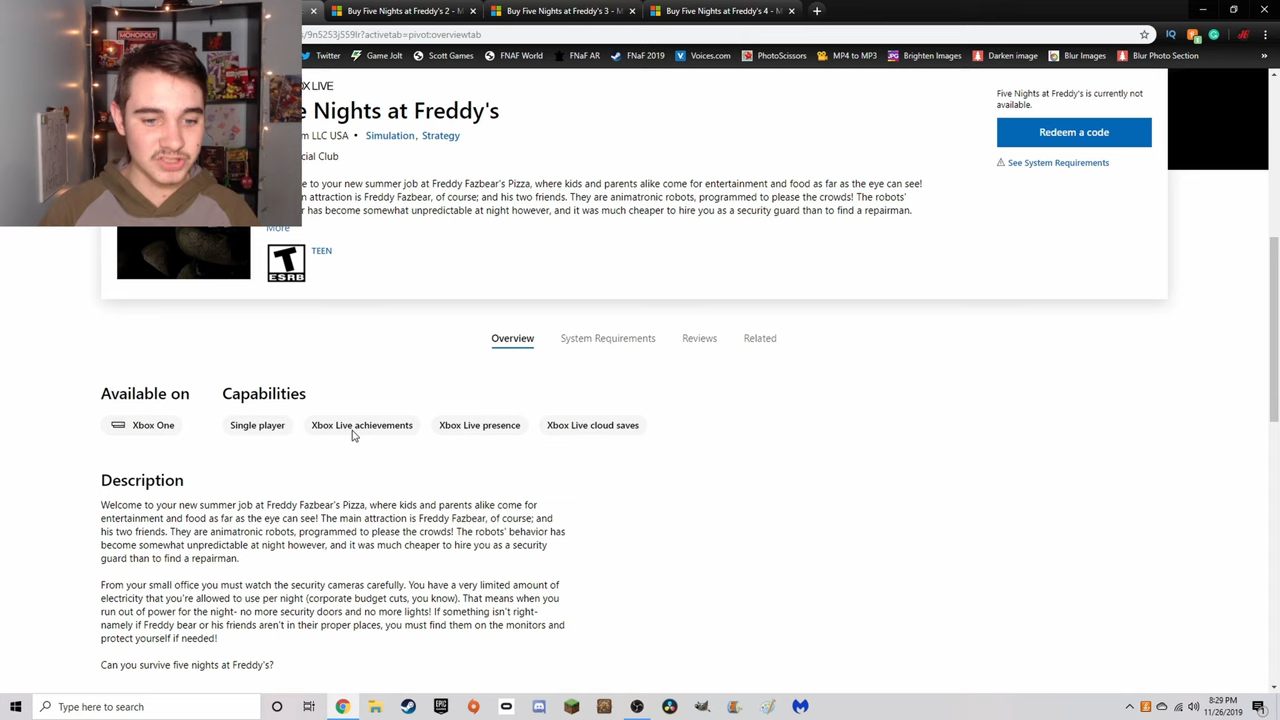 Buy Five Nights at Freddy's 2 - M
Buy Five Nights at Freddy's 3 - M
Buy Five Nights at Freddy's 4 - M
s/9n5253j559lr?activetab=pivot:overviewtab
Twitter
Game Jolt
Scott Games
FNAF World
FNaF AR
FNaF 2019
Voices.com
PhotoScissors
MP4 to MP3
Brighten Images
Darken image
Blur Images
Blur Photo Section
MONOPOLY
OX LIVE
e Nights at Freddy's
m LLC USA • Simulation, Strategy
cial Club
e to your new summer job at Freddy Fazbear's Pizza, where kids and parents alike come for entertainment and food as far as the eye can see!
n attraction is Freddy Fazbear, of course; and his two friends. They are animatronic robots, programmed to please the crowds! The robots'
r has become somewhat unpredictable at night however, and it was much cheaper to hire you as a security guard than to find a repairman.
More
T
ESRB
TEEN
Five Nights at Freddy's is currently not
available.
Redeem a code
See System Requirements
Overview
System Requirements
Reviews
Related
Available on
Capabilities
Xbox One
Single player
Xbox Live achievements
Xbox Live presence
Xbox Live cloud saves
Description
Welcome to your new summer job at Freddy Fazbear's Pizza, where kids and parents alike come for
entertainment and food as far as the eye can see! The main attraction is Freddy Fazbear, of course; and
his two friends. They are animatronic robots, programmed to please the crowds! The robots' behavior has
become somewhat unpredictable at night however, and it was much cheaper to hire you as a security
guard than to find a repairman.
From your small office you must watch the security cameras carefully. You have a very limited amount of
electricity that you're allowed to use per night (corporate budget cuts, you know). That means when you
run out of power for the night- no more security doors and no more lights! If something isn't right-
namely if Freddy bear or his friends aren't in their proper places, you must find them on the monitors and
protect yourself if needed!
Can you survive five nights at Freddy's?
Type here to search
8:29 PM
11/26/2019